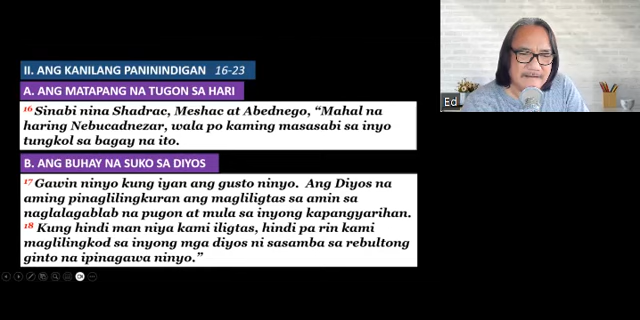 II. ANG KANILANG PANININDIGAN 16-23
A. ANG MATAPANG NA TUGON SA HARI
16 Sinabi nina Shadrac, Meshac at Abednego, “Mahal na
haring Nebucadnezar, wala po kaming masasabi sa inyo
tungkol sa bagay na ito.
B. ANG BUHAY NA SUKO SA DIYOS
17 Gawin ninyo kung iyan ang gusto ninyo. Ang Diyos na
aming pinaglilingkuran ang magliligtas sa amin sa
naglalagablab na pugon at mula sa inyong kapangyarihan.
18 Kung hindi man niya kami iligtas, hindi pa rin kami
maglilingkod sa inyong mga diyos ni sasamba sa rebultong
ginto na ipinagawa ninyo.”
Ed